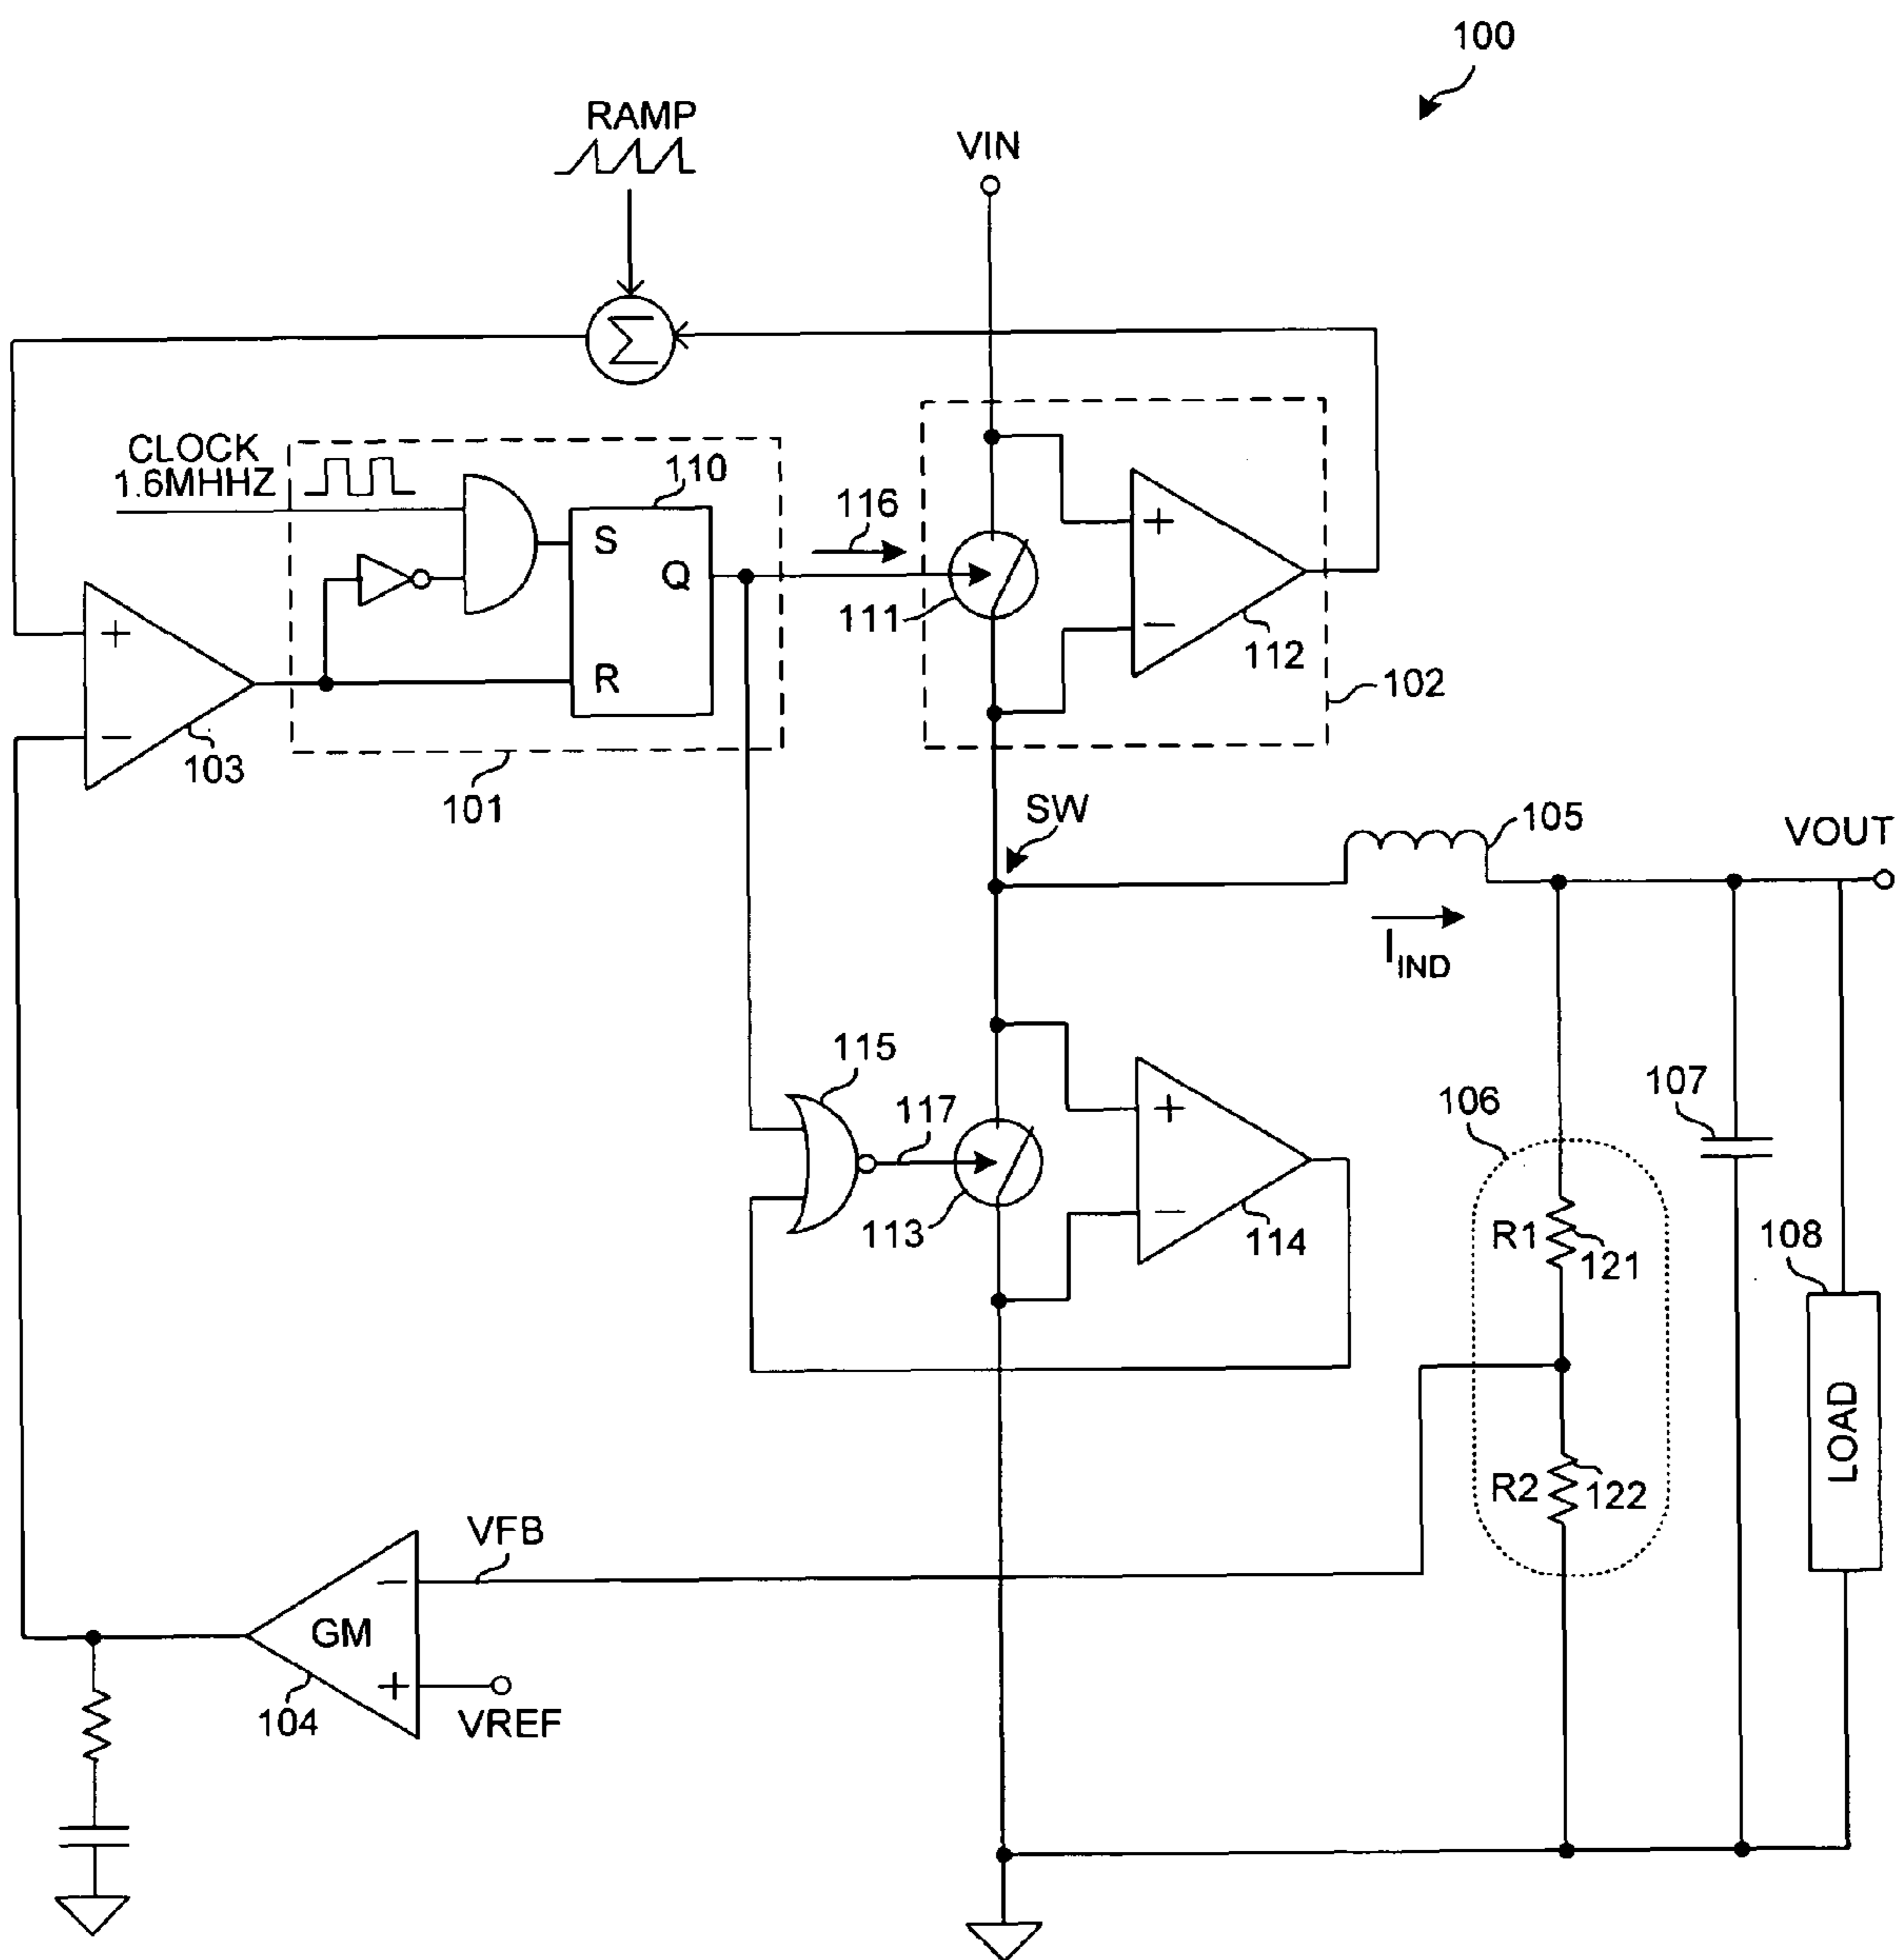 100
RAMP
VIN
Σ
CLOCK
1.6MHHZ
110
116
S
Q
+
111
−
112
+
R
102
−
103
101
SW
105
VOUT
I_IND
115
107
106
117
+
113
−
114
R1
121
108
LOAD
R2
122
VFB
−
GM
+
104
VREF